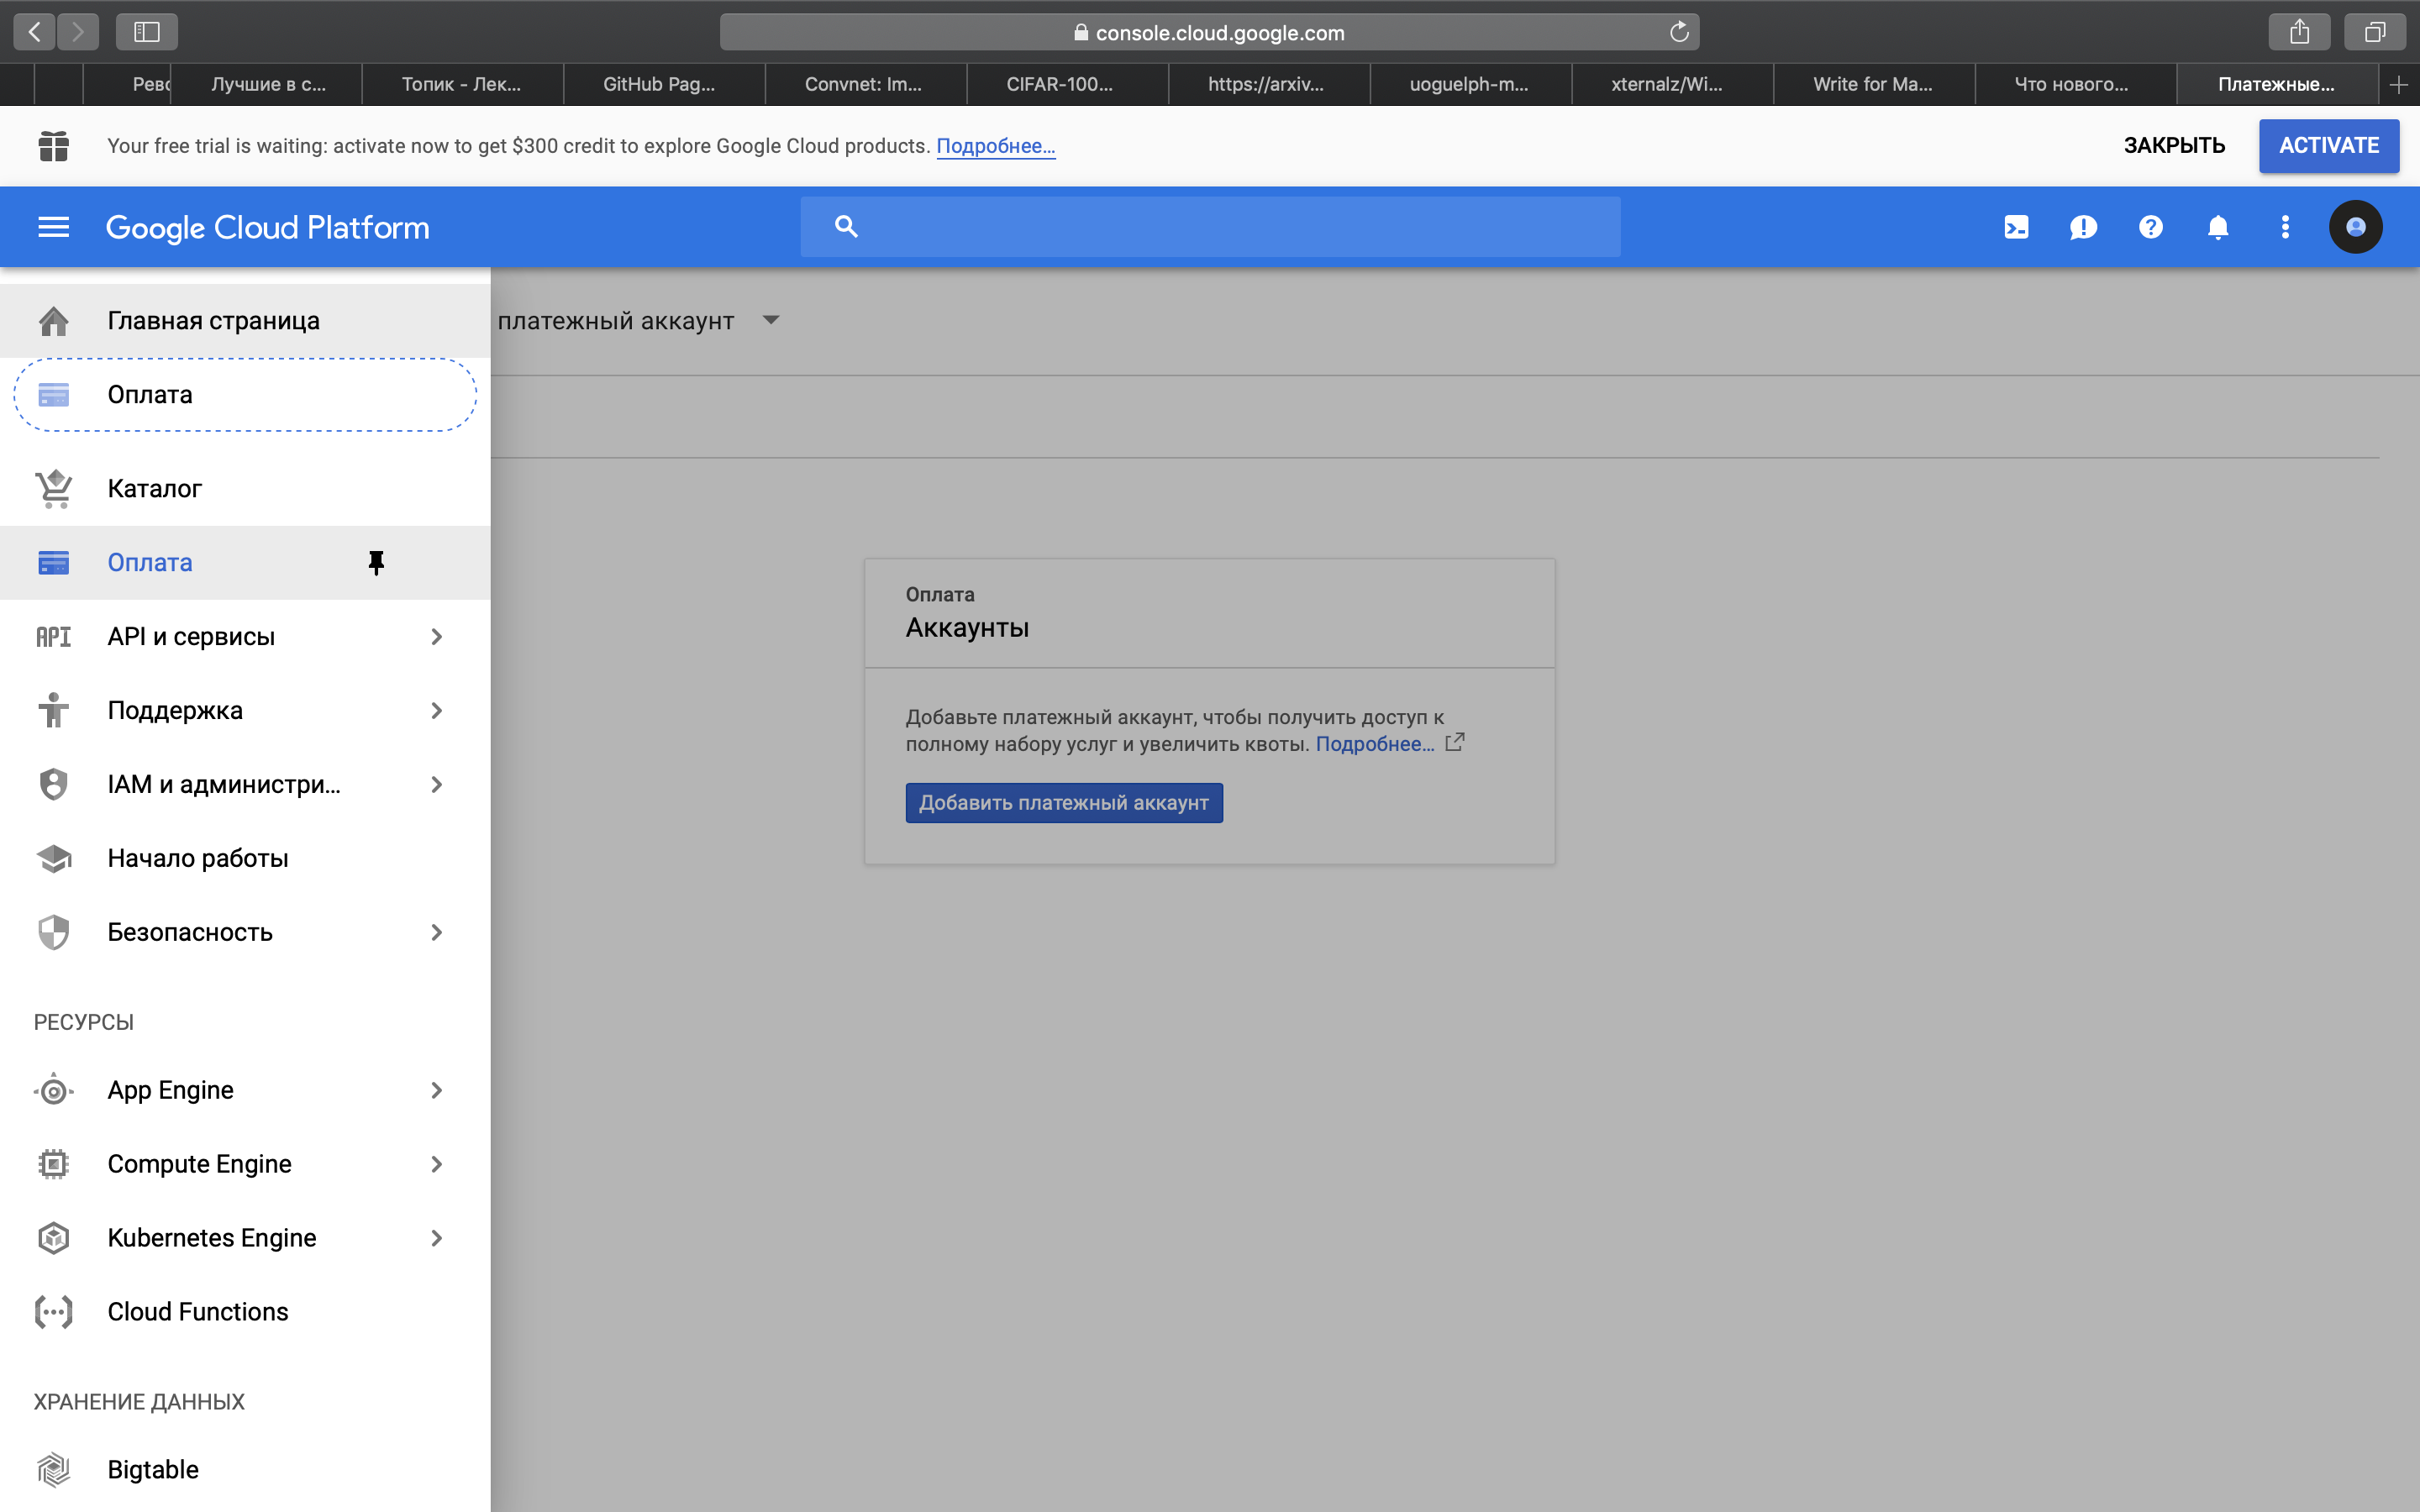 console.cloud.google.com
Рево
Лучшие в с...
Топик - Лек...
GitHub Pag...
Convnet: Im...
CIFAR-100...
https://arxiv...
uoguelph-m...
xternalz/Wi...
Write for Ma...
Что нового...
Платежные...
Your free trial is waiting: activate now to get $300 credit to explore Google Cloud products. Подробнее...
ЗАКРЫТЬ
ACTIVATE
Google Cloud Platform
Главная страница
платежный аккаунт
Оплата
Каталог
Оплата
API
API и сервисы
Поддержка
IAM и администри...
Начало работы
Безопасность
РЕСУРСЫ
App Engine
Compute Engine
Kubernetes Engine
Cloud Functions
ХРАНЕНИЕ ДАННЫХ
Bigtable
Оплата
Аккаунты
Добавьте платежный аккаунт, чтобы получить доступ к
полному набору услуг и увеличить квоты. Подробнее...
Добавить платежный аккаунт